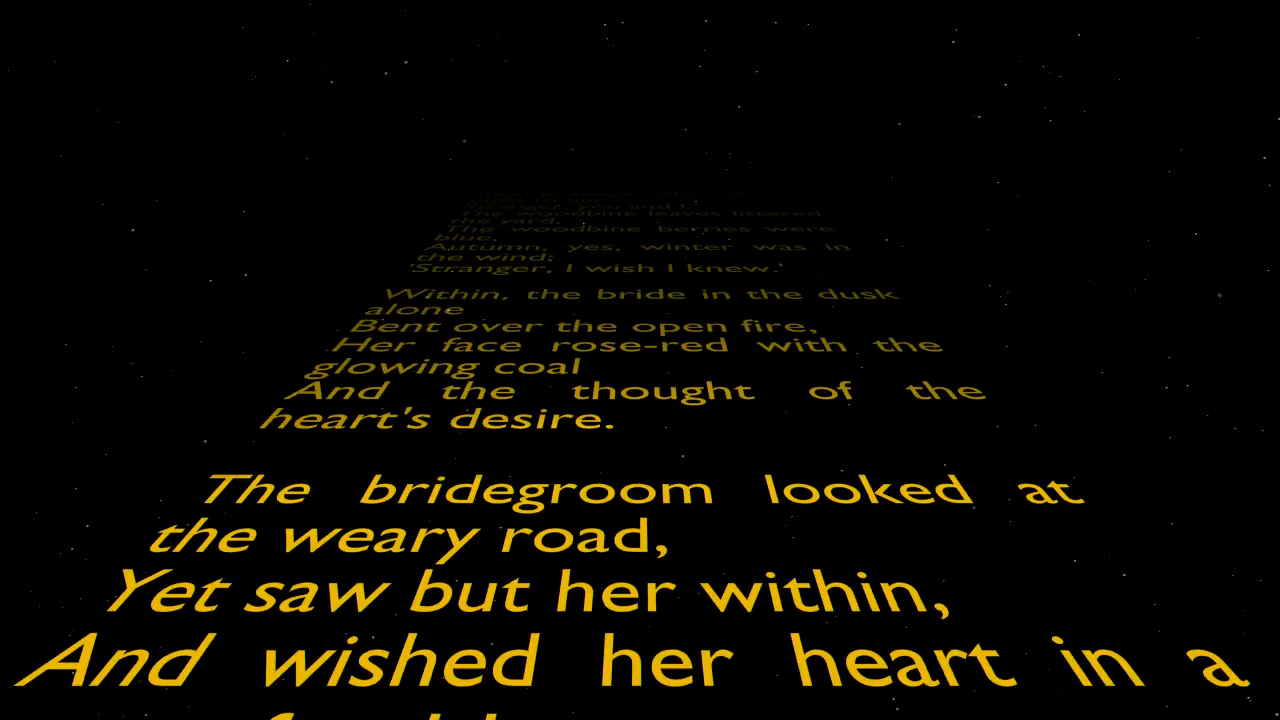 Stranger, you and I.
The woodbine leaves littered
the yard,
The woodbine berries were
blue,
Autumn, yes, winter was in
the wind;
'Stranger, I wish I knew.'
Within, the bride in the dusk
alone
Bent over the open fire,
Her face rose-red with the
glowing coal
And the thought of the
heart's desire.
The bridegroom looked at
the weary road,
Yet saw but her within,
And wished her heart in a